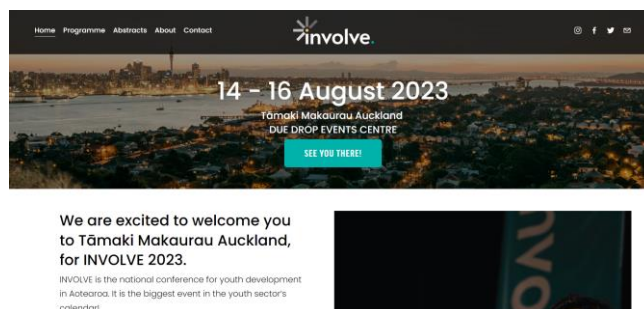 Home Programme Abstracts About Contact
involve.
14 - 16 August 2023
Tāmaki Makaurau Auckland
DUE DROP EVENTS CENTRE
SEE YOU THERE!
We are excited to welcome you
to Tāmaki Makaurau Auckland,
for INVOLVE 2023.
INVOLVE is the national conference for youth development
in Aotearoa. It is the biggest event in the youth sector's
calendar!